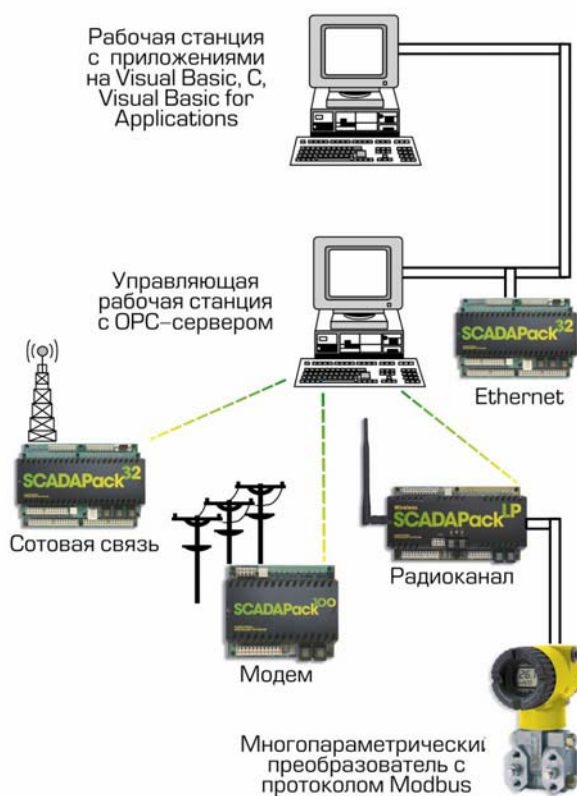 Рабочая станция
с приложениями
на Visual Basic, C,
Visual Basic for
Applications
Управляющая
рабочая станция
с OPC–сервером
SCADAPack 32
Ethernet
SCADAPack 32
Сотовая связь
SCADAPack 100
Модем
Wireless
SCADAPack LP
Радиоканал
Многопараметрически
преобразователь с
протоколом Modbus